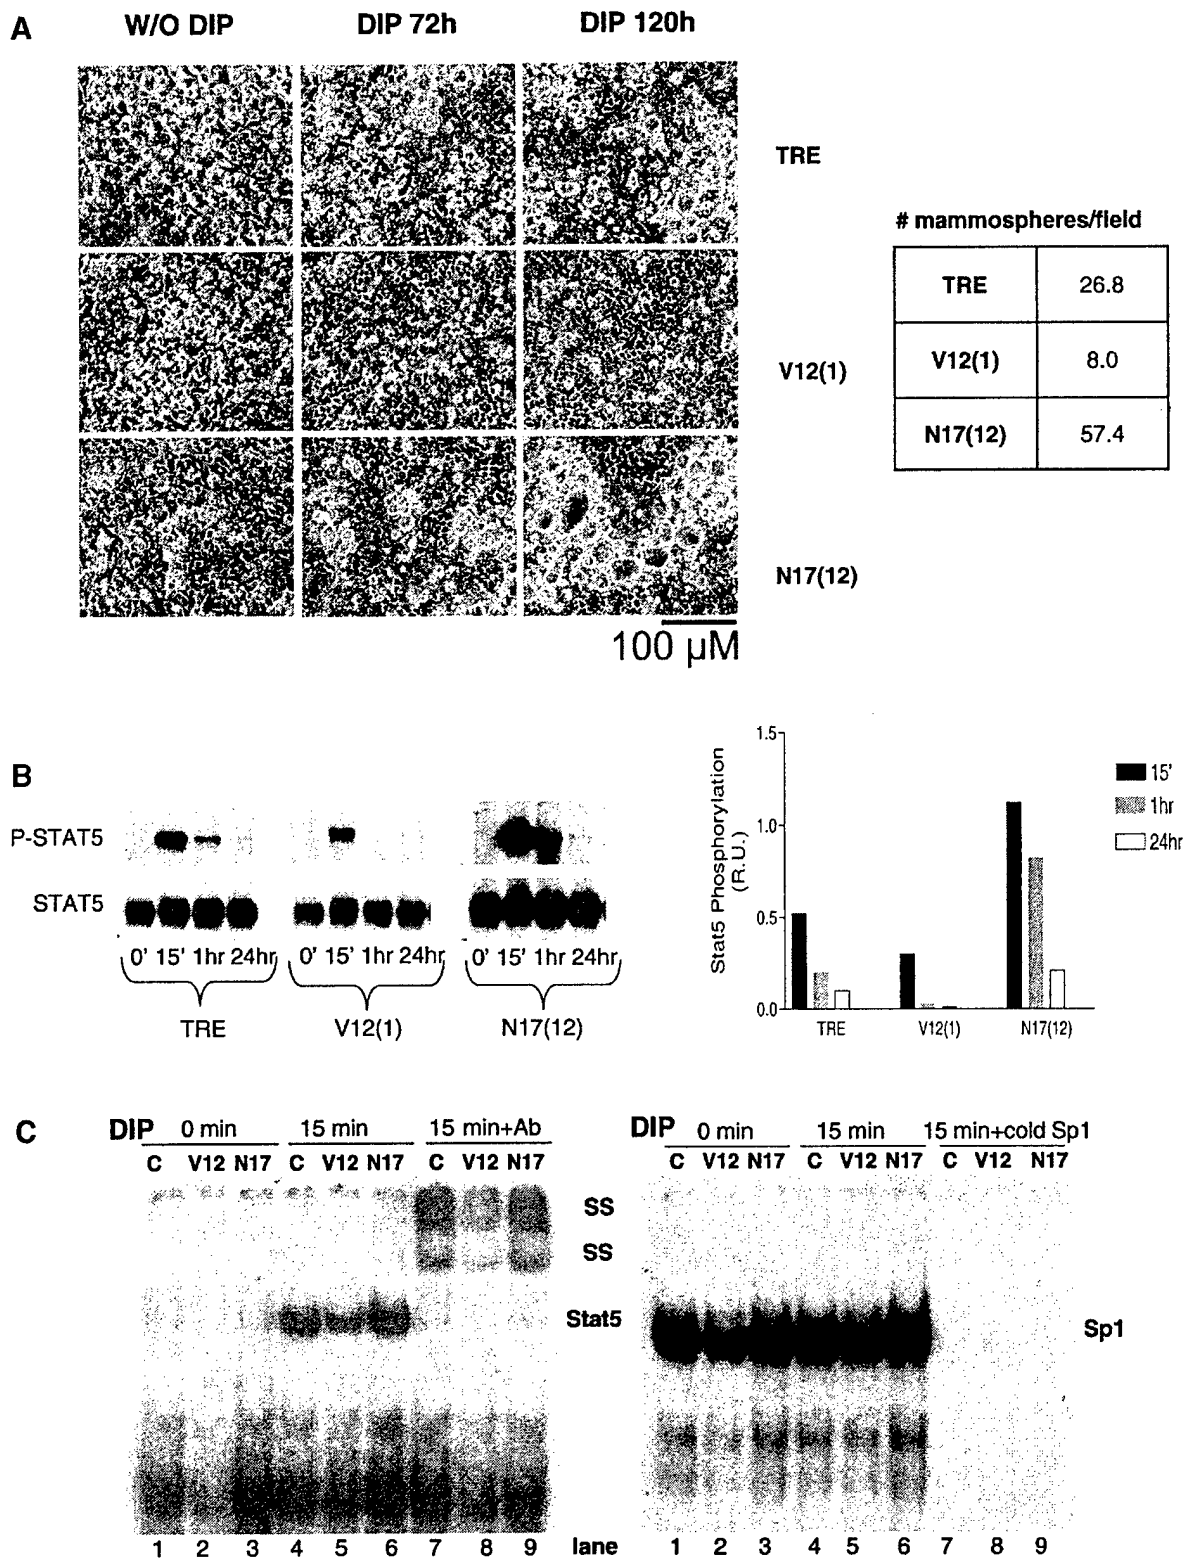 A
W/O DIP DIP 72h DIP 120h
TRE
V12(1)
N17(12)
100 µM
# mammospheres/field
TRE 26.8
V12(1) 8.0
N17(12) 57.4
B
P-STAT5
STAT5
0' 15' 1hr 24hr 0' 15' 1hr 24hr 0' 15' 1hr 24hr
TRE V12(1) N17(12)
Stat5 Phosphorylation
(R.U.)
1.5
1.0
0.5
0.0
TRE V12(1) N17(12)
15'
1hr
24hr
C
DIP 0 min 15 min 15 min+Ab
C V12 N17 C V12 N17 C V12 N17
SS
SS
Stat5
1 2 3 4 5 6 7 8 9
lane
DIP 0 min 15 min 15 min+cold Sp1
C V12 N17 C V12 N17 C V12 N17
Sp1
1 2 3 4 5 6 7 8 9